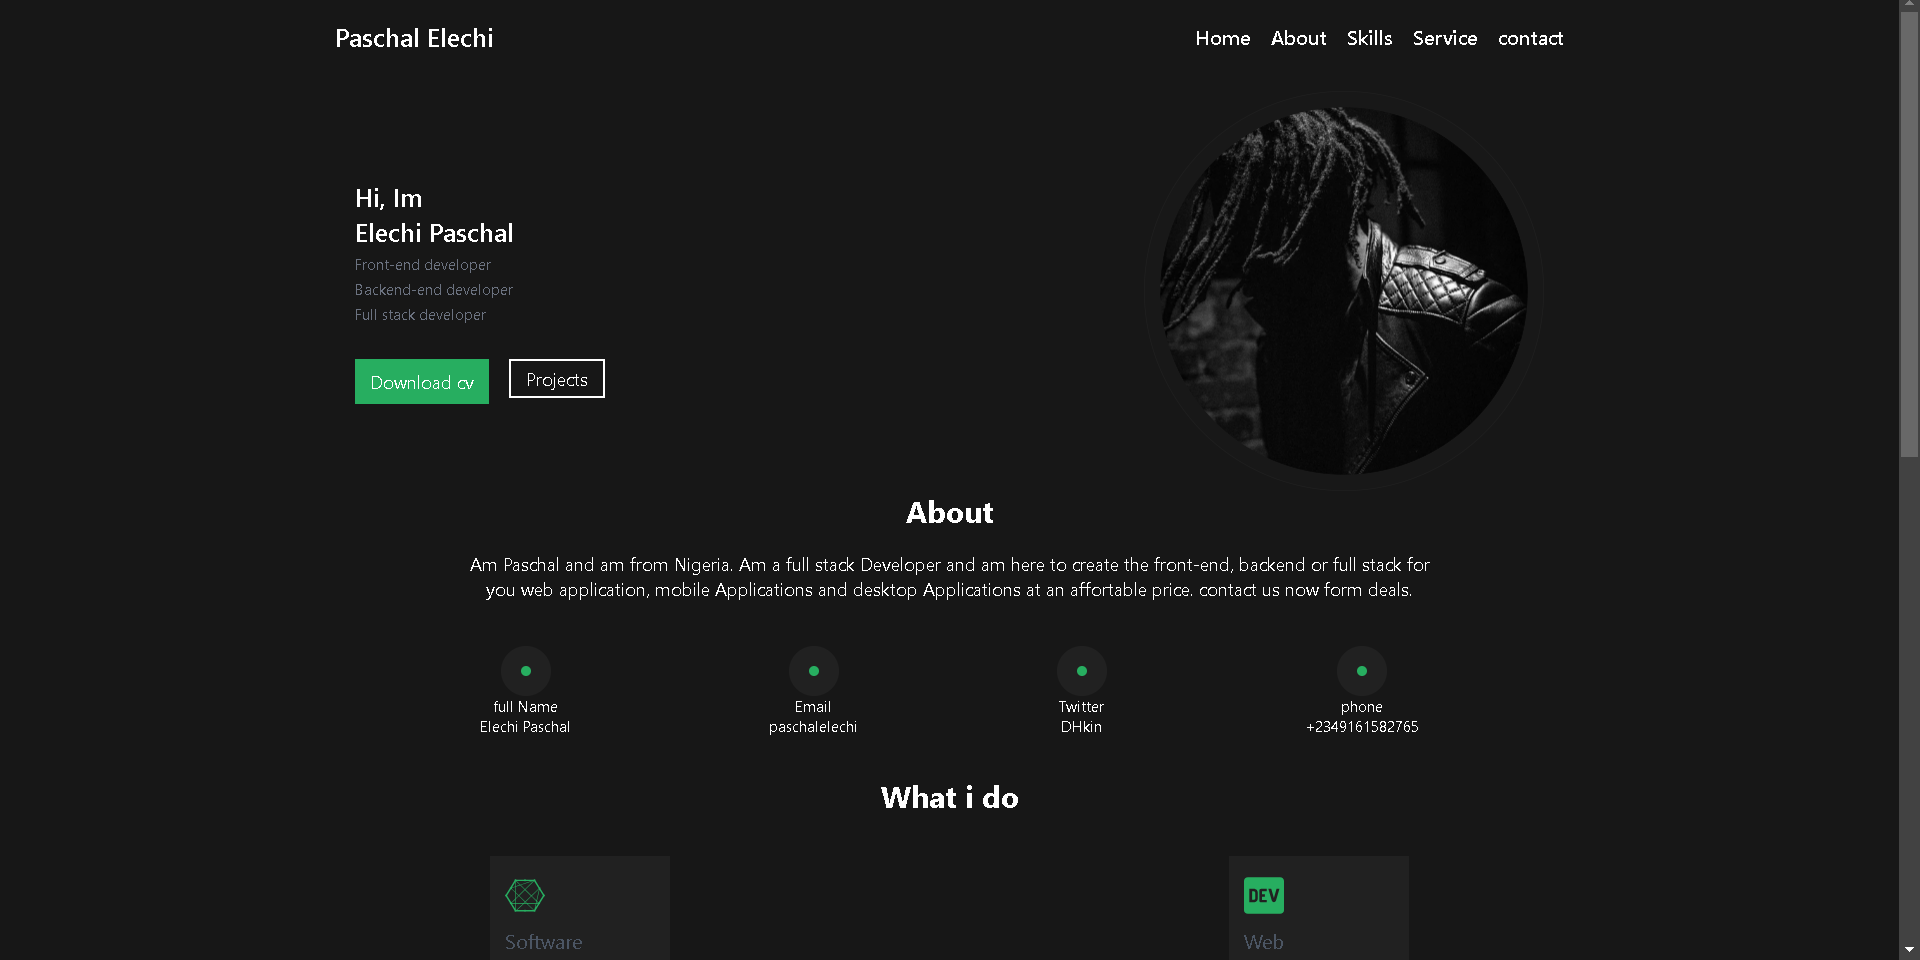 Paschal Elechi
Home About Skills Service contact
Hi, Im
Elechi Paschal
Front-end developer
Backend-end developer
Full stack developer
Download cv Projects
About
Am Paschal and am from Nigeria. Am a full stack Developer and am here to create the front-end, backend or full stack for
you web application, mobile Applications and desktop Applications at an affortable price. contact us now form deals.
full Name
Elechi Paschal
Email
paschalelechi
Twitter
DHkin
phone
+2349161582765
What i do
Software
DEV
Web